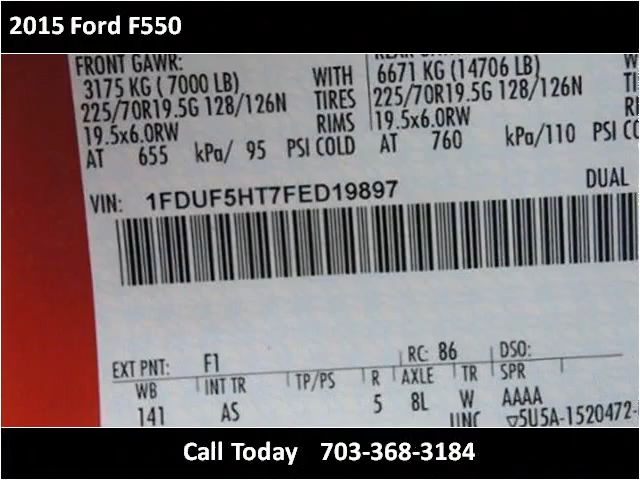 2015 Ford F550
FRONT GAWR:
3175 KG ( 7000 LB) WITH 6671 KG (14706 LB)
225/70R19.5G 128/126N TIRES 225/70R19.5G 128/126N
19.5x6.0RW RIMS 19.5x6.0RW
AT 655 kPa/ 95 PSI COLD AT 760 kPa/110 PSI
VIN: 1FDUF5HT7FED19897 DUAL
EXT PNT: F1 RC: 86 DSO:
WB INT TR TP/PS R AXLE TR SPR
141 AS 5 8L W AAAA
5U5A-1520472-
Call Today 703-368-3184